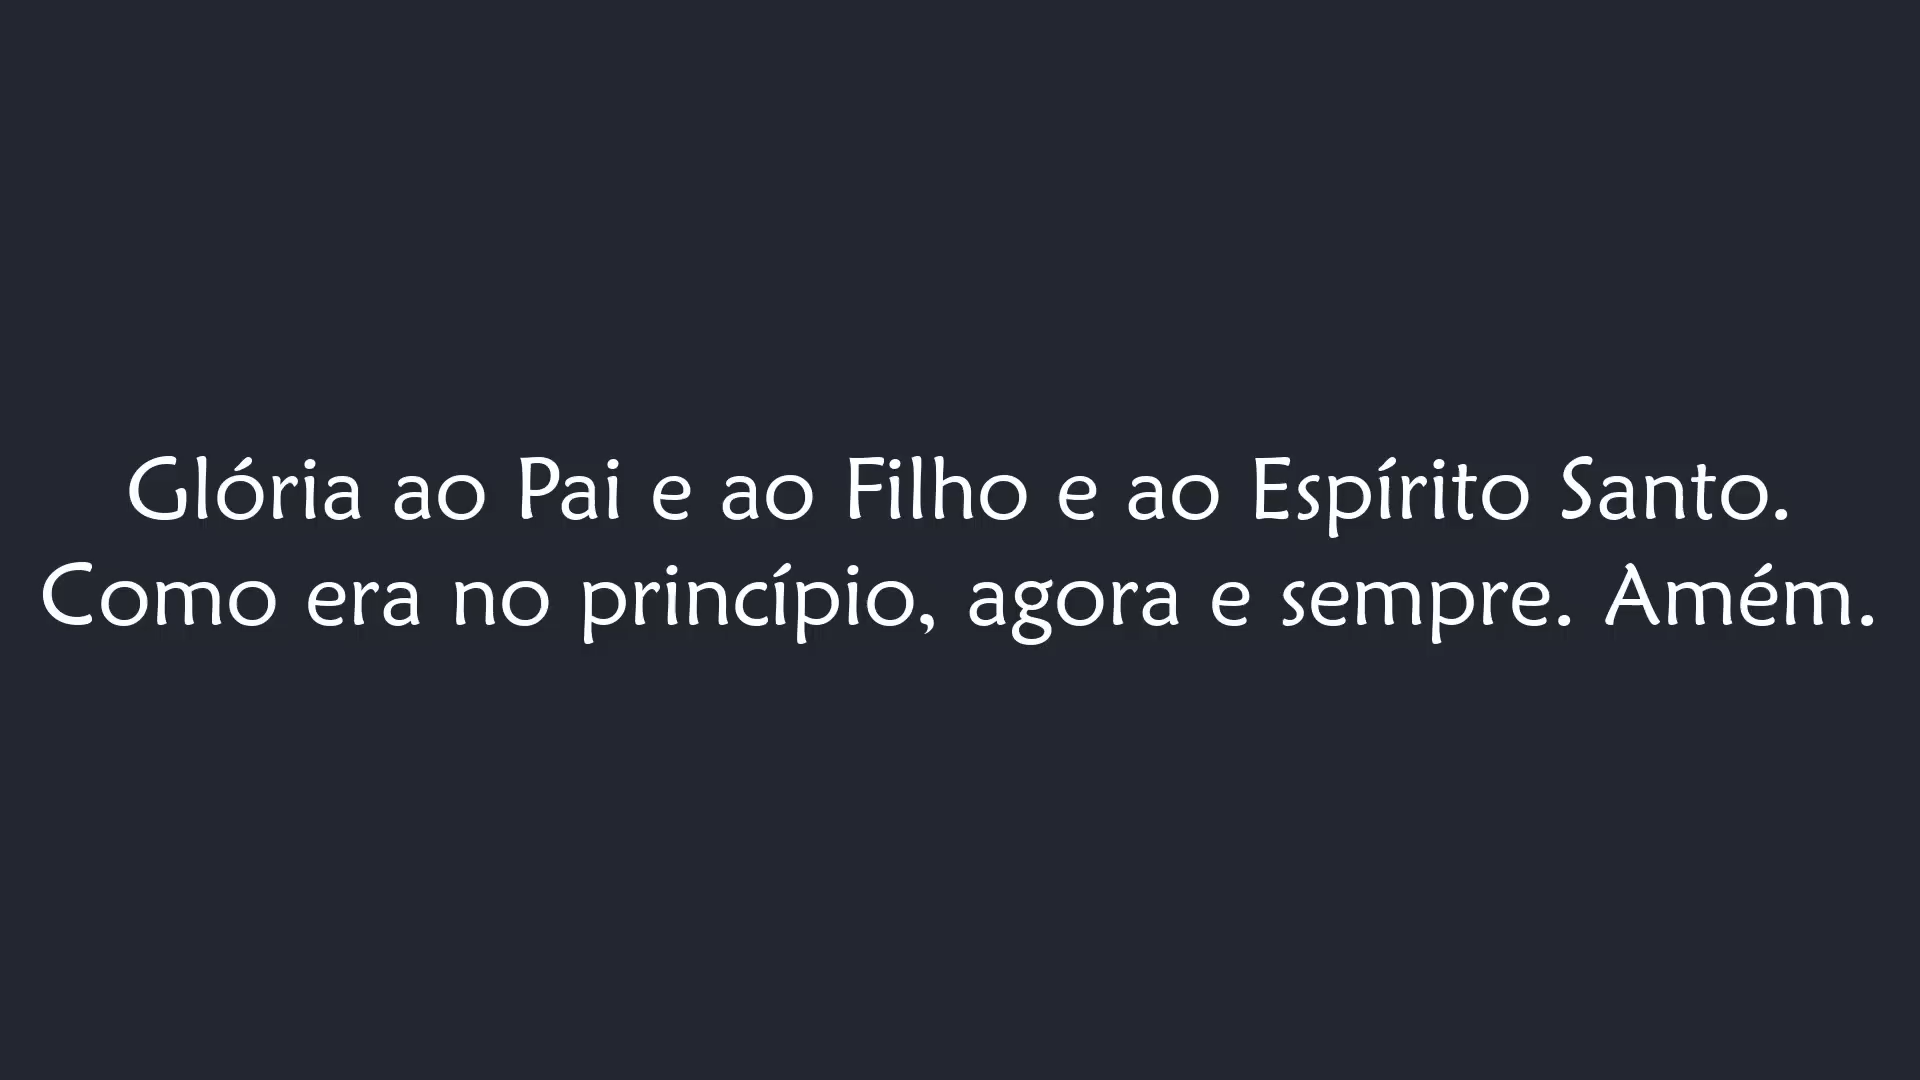 Glória ao Pai e ao Filho e ao Espírito Santo.
Como era no princípio, agora e sempre. Amém.